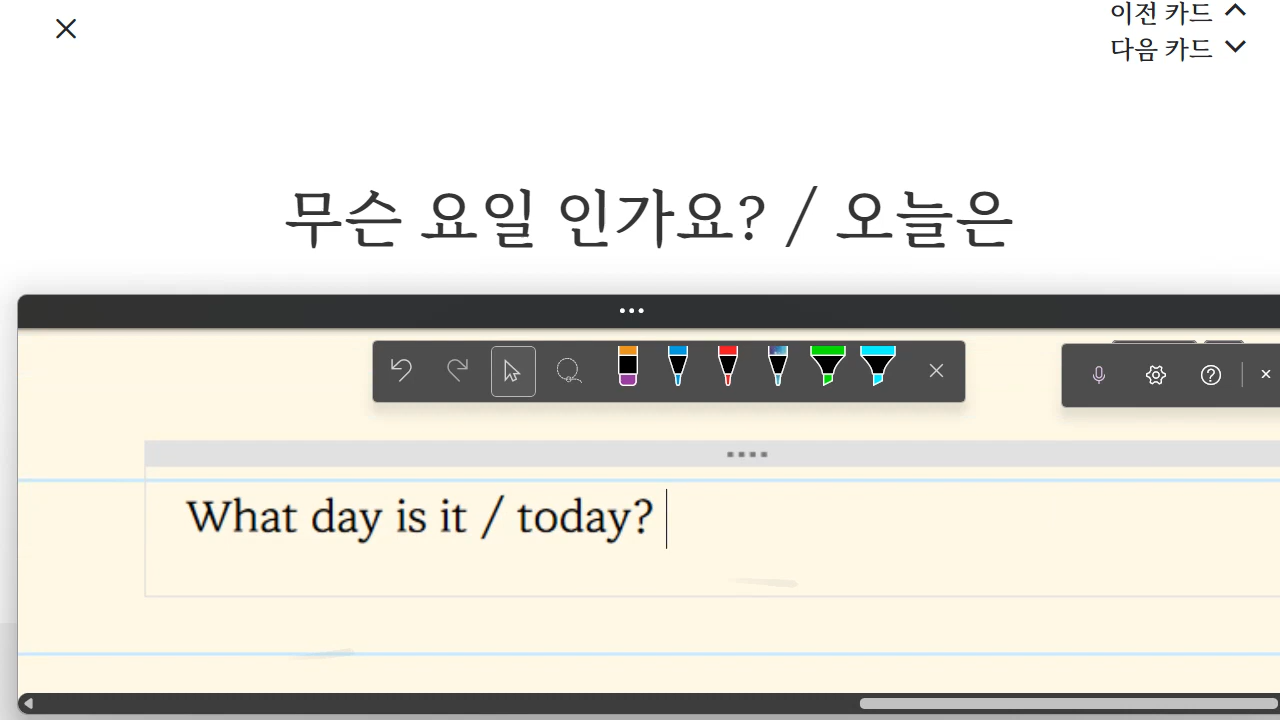 이전 카드
다음 카드
무슨 요일 인가요? / 오늘은
What day is it / today?